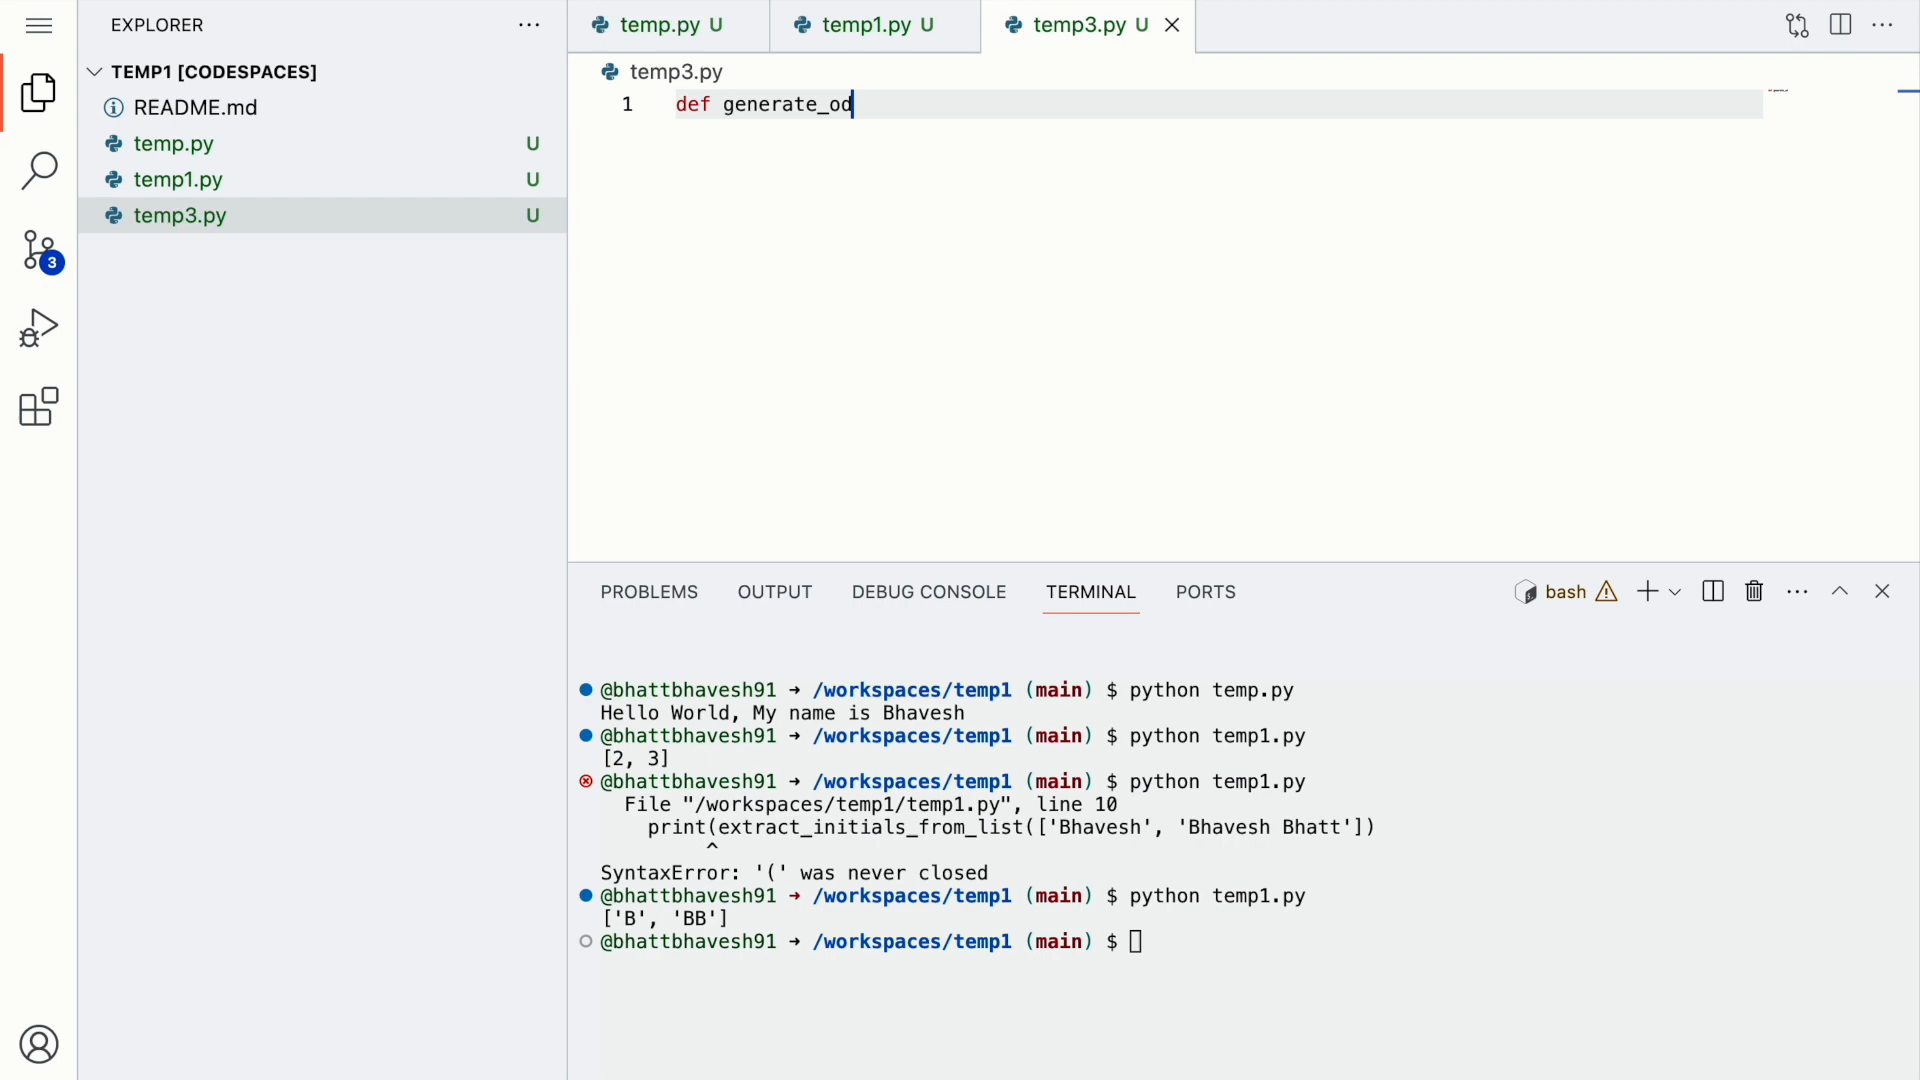 EXPLORER
temp.py U
temp1.py U
temp3.py U
TEMP1 [CODESPACES]
README.md
temp.py U
temp1.py U
temp3.py U
3
temp3.py
1 def generate_od
PROBLEMS OUTPUT DEBUG CONSOLE TERMINAL PORTS
bash
@bhattbhavesh91 → /workspaces/temp1 (main) $ python temp.py
Hello World, My name is Bhavesh
@bhattbhavesh91 → /workspaces/temp1 (main) $ python temp1.py
[2, 3]
@bhattbhavesh91 → /workspaces/temp1 (main) $ python temp1.py
File "/workspaces/temp1/temp1.py", line 10
print(extract_initials_from_list(['Bhavesh', 'Bhavesh Bhatt'])
^
SyntaxError: '(' was never closed
@bhattbhavesh91 → /workspaces/temp1 (main) $ python temp1.py
['B', 'BB']
@bhattbhavesh91 → /workspaces/temp1 (main) $